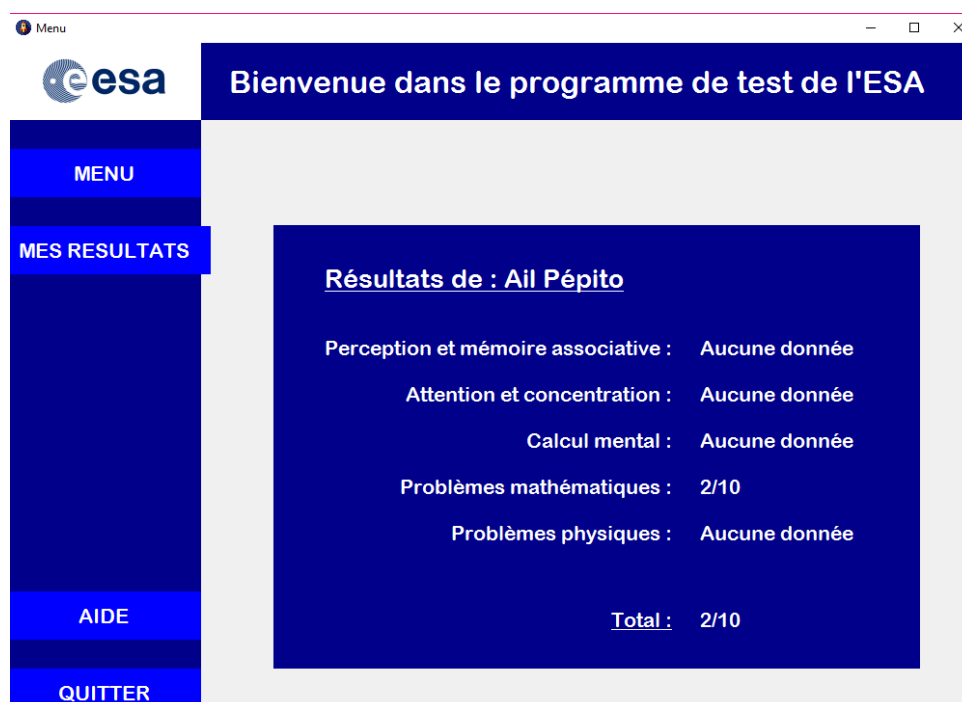 Menu
esa
Bienvenue dans le programme de test de l'ESA
MENU
MES RESULTATS
Résultats de : Ail Pépito
Perception et mémoire associative : Aucune donnée
Attention et concentration : Aucune donnée
Calcul mental : Aucune donnée
Problèmes mathématiques : 2/10
Problèmes physiques : Aucune donnée
Total : 2/10
AIDE
QUITTER